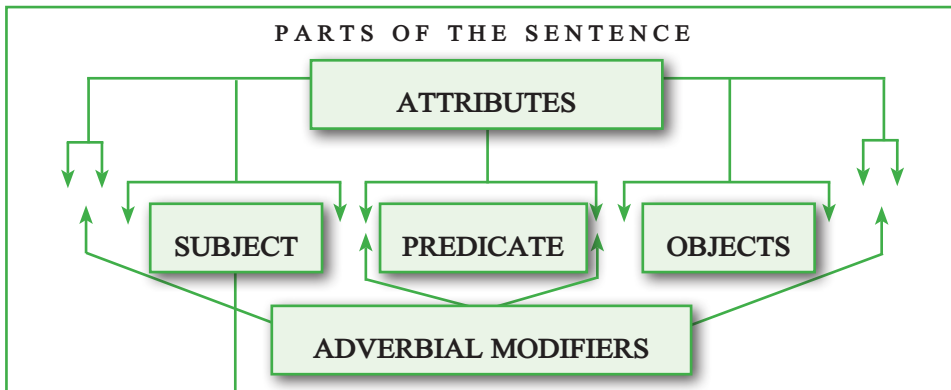 PARTS OF THE SENTENCE
ATTRIBUTES
SUBJECT
PREDICATE
OBJECTS
ADVERBIAL MODIFIERS